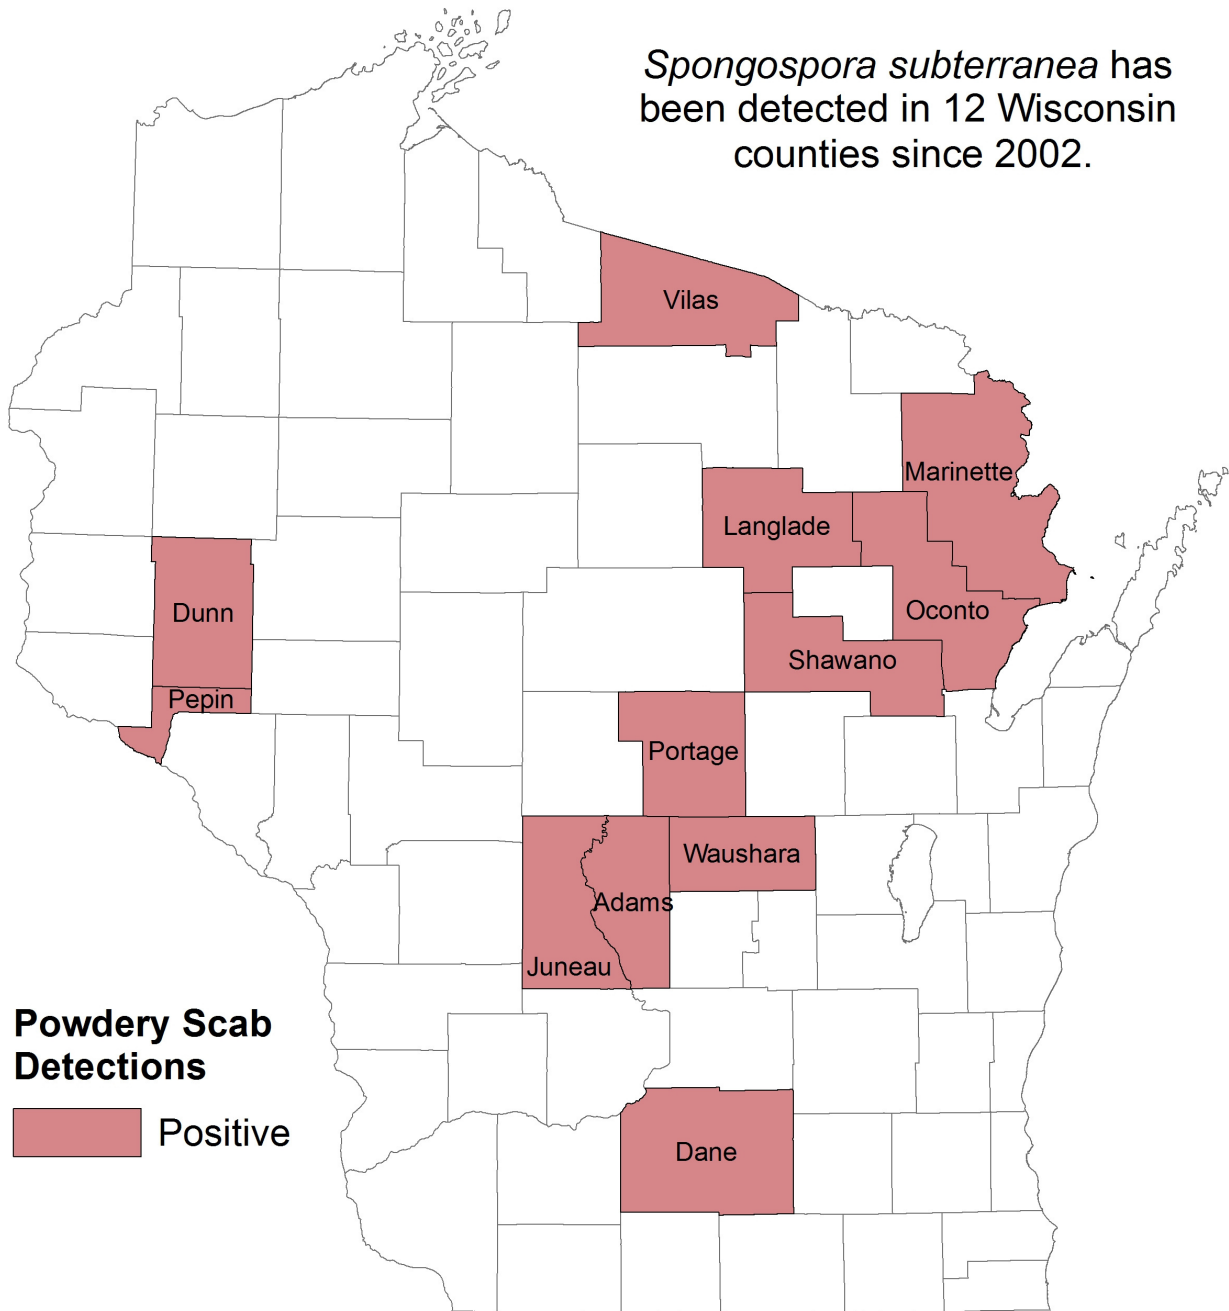 Spongospora subterranea has
been detected in 12 Wisconsin
counties since 2002.
Vilas
Marinette
Langlade
Dunn
Oconto
Shawano
Pepin
Portage
Waushara
Adams
Juneau
Powdery Scab
Detections
Positive
Dane